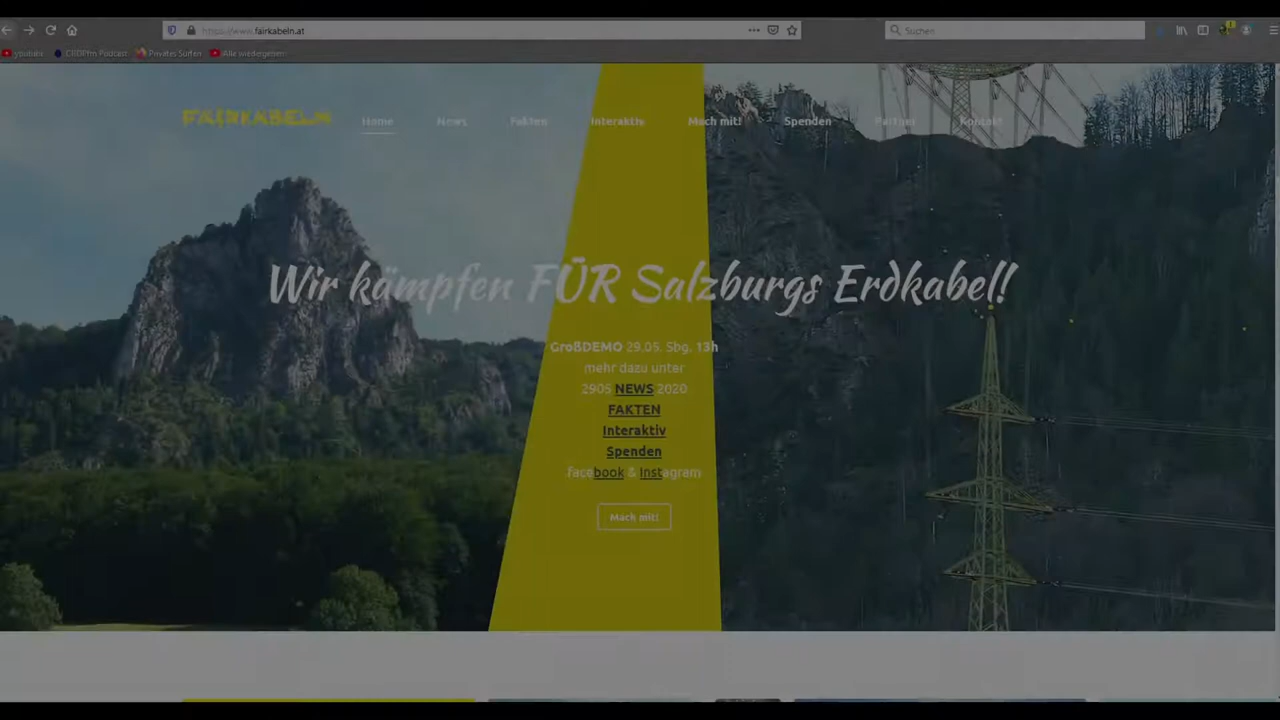 https://www.fairkabeln.at
Suchen
youtube
CBDPhn Podcast
Privates Surfen
Alle wiedergeben
FAIRKABELN
Home
News
Fakten
Interaktiv
Mach mit!
Spenden
Partner
Kontakt
Wir kämpfen FÜR Salzburgs Erdkabel!
GroßDEMO 29.05. Sbg. 13h
mehr dazu unter
2905 NEWS 2020
FAKTEN
Interaktiv
Spenden
facebook & Instagram
Mach mit!